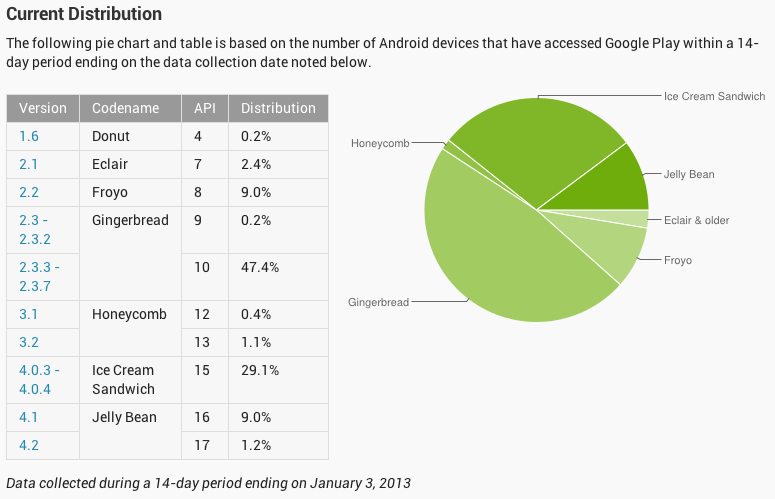 Current Distribution
The following pie chart and table is based on the number of Android devices that have accessed Google Play within a 14-
day period ending on the data collection date noted below.
Version Codename API Distribution
1.6 Donut 4 0.2%
2.1 Eclair 7 2.4%
2.2 Froyo 8 9.0%
2.3 - Gingerbread 9 0.2%
2.3.2
2.3.3 - 10 47.4%
2.3.7
3.1 Honeycomb 12 0.4%
3.2 13 1.1%
4.0.3 - Ice Cream 15 29.1%
4.0.4 Sandwich
4.1 Jelly Bean 16 9.0%
4.2 17 1.2%
Ice Cream Sandwich
Honeycomb
Jelly Bean
Eclair & older
Froyo
Gingerbread
Data collected during a 14-day period ending on January 3, 2013